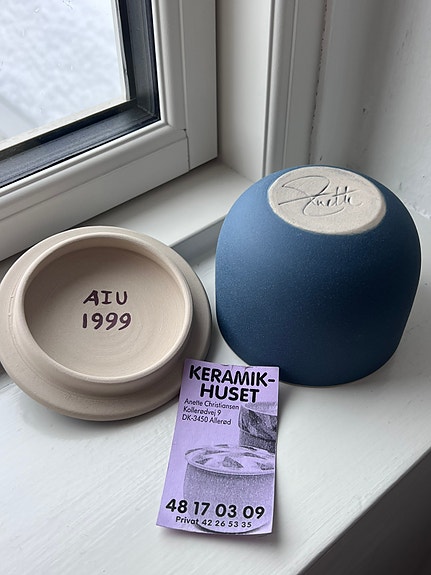 AIU
1999
Anette
KERAMIK-
HUSET
Anette Christiansen
Kollerødvej 9
DK-3450 Allerød
48 17 03 09
Privat 42 26 53 35